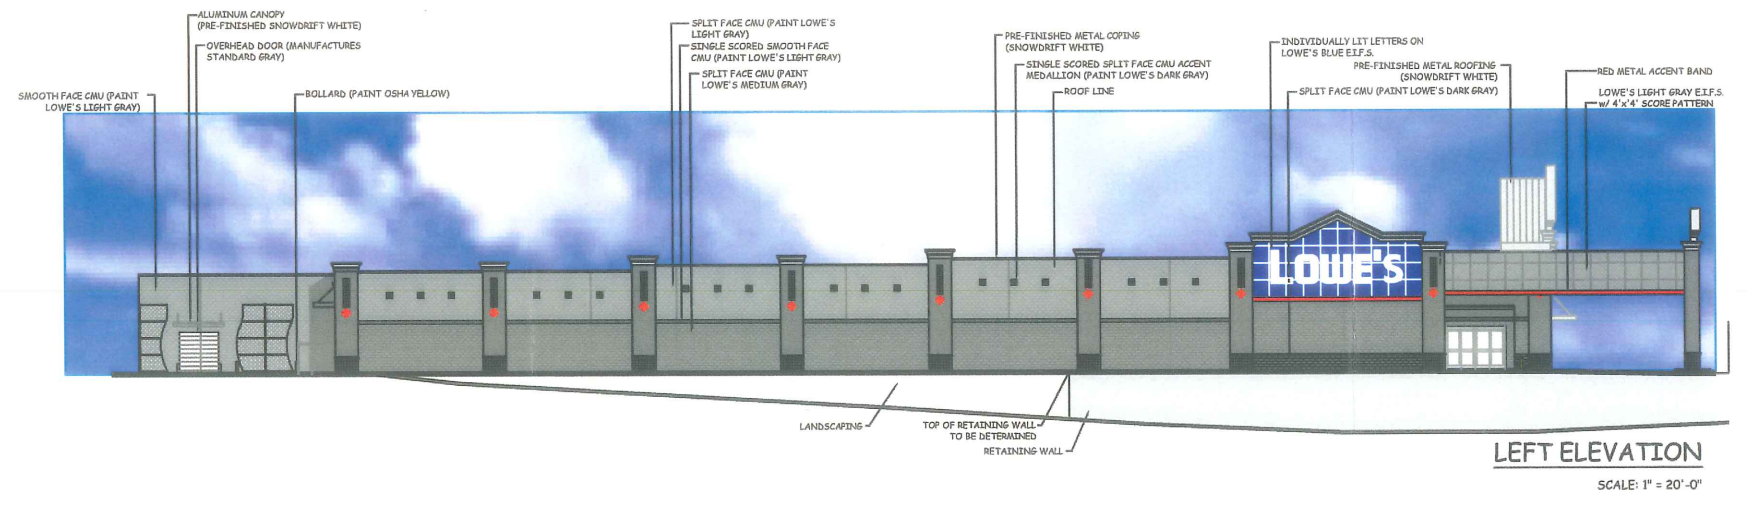 ALUMINUM CANOPY
(PRE-FINISHED SNOWDRIFT WHITE)
OVERHEAD DOOR (MANUFACTURES
STANDARD GRAY)
SMOOTH FACE CMU (PAINT
LOWE'S LIGHT GRAY)
BOLLARD (PAINT OSHA YELLOW)
SPLIT FACE CMU (PAINT LOWE'S
LIGHT GRAY)
SINGLE SCORED SMOOTH FACE
CMU (PAINT LOWE'S LIGHT GRAY)
SPLIT FACE CMU (PAINT
LOWE'S MEDIUM GRAY)
PRE-FINISHED METAL COPING
(SNOWDRIFT WHITE)
SINGLE SCORED SPLIT FACE CMU ACCENT
MEDALLION (PAINT LOWE'S DARK GRAY)
ROOF LINE
INDIVIDUALLY LIT LETTERS ON
LOWE'S BLUE E.I.F.S.
PRE-FINISHED METAL ROOFING
(SNOWDRIFT WHITE)
SPLIT FACE CMU (PAINT LOWE'S DARK GRAY)
RED METAL ACCENT BAND
LOWE'S LIGHT GRAY E.I.F.S.
w/ 4'x'4' SCORE PATTERN
LOWE'S
LANDSCAPING
TOP OF RETAINING WALL
TO BE DETERMINED
RETAINING WALL
LEFT ELEVATION
SCALE: 1" = 20'-0"